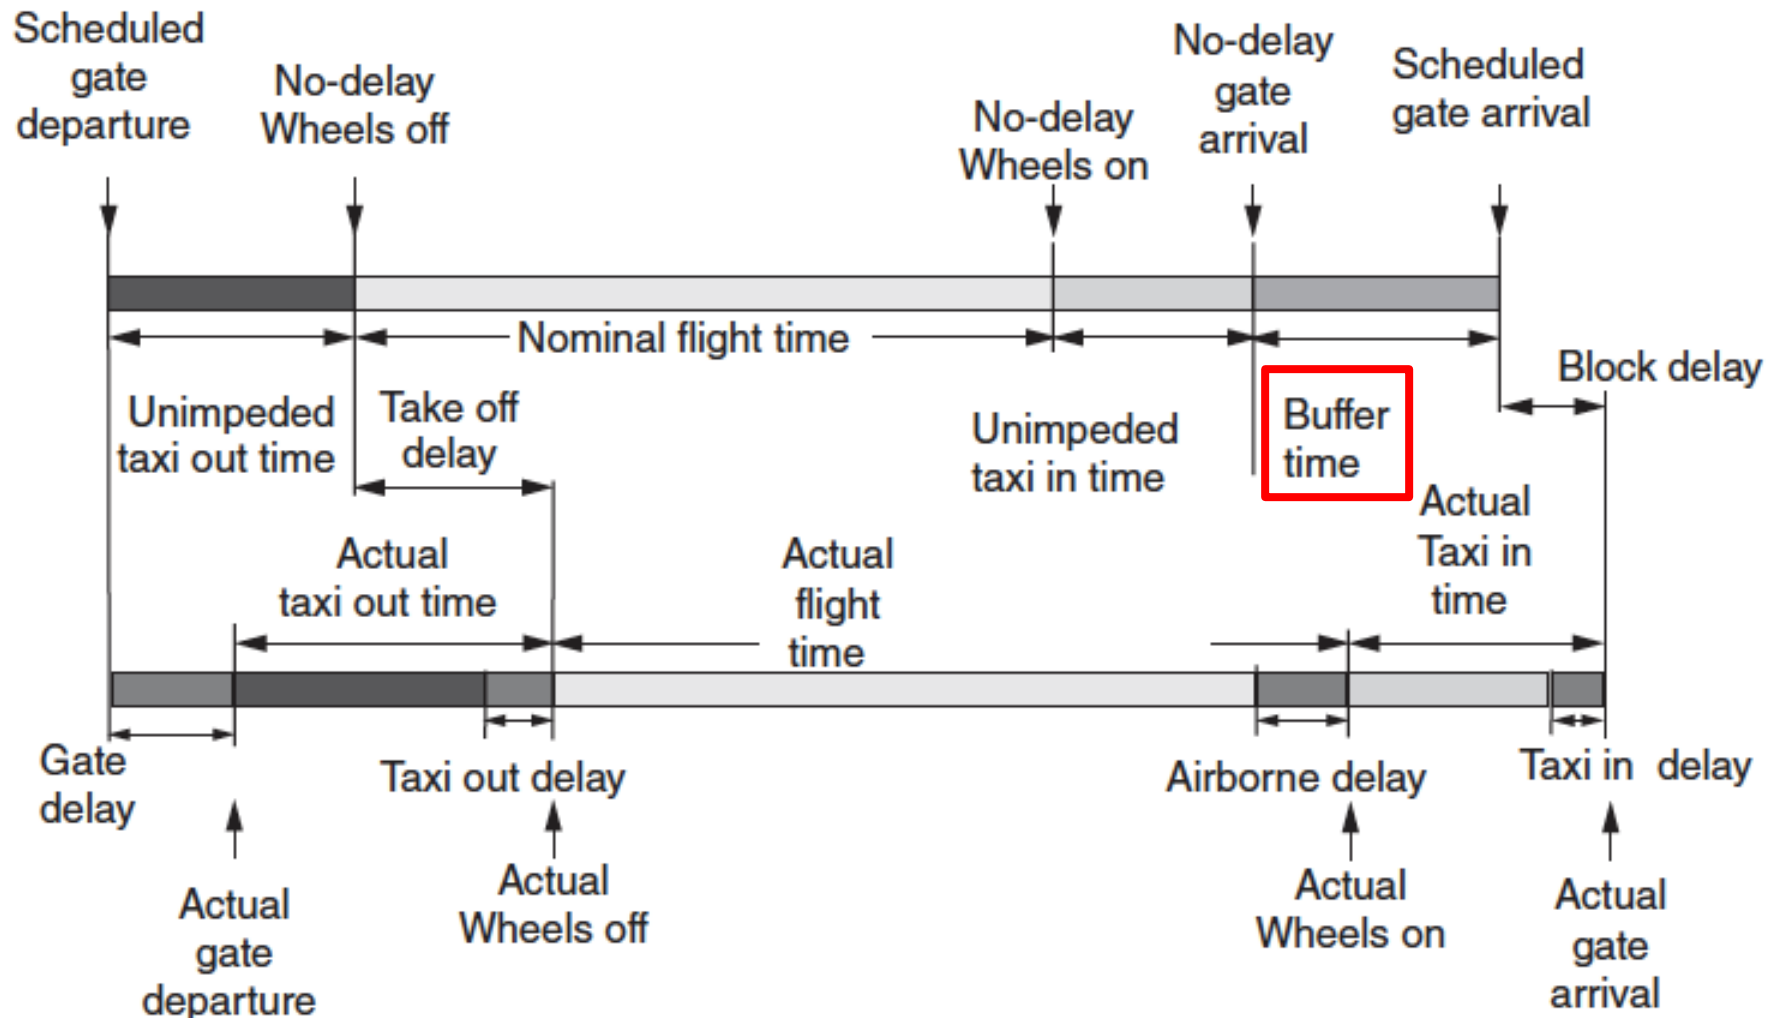 Scheduled
gate
departure
No-delay
Wheels off
No-delay
Wheels on
No-delay
gate
arrival
Scheduled
gate arrival
Nominal flight time
Block delay
Unimpeded
taxi out time
Take off
delay
Unimpeded
taxi in time
Buffer
time
Actual
taxi out time
Actual
flight
time
Actual
Taxi in
time
Gate
delay
Taxi out delay
Airborne delay
Taxi in delay
Actual
gate
departure
Actual
Wheels off
Actual
Wheels on
Actual
gate
arrival